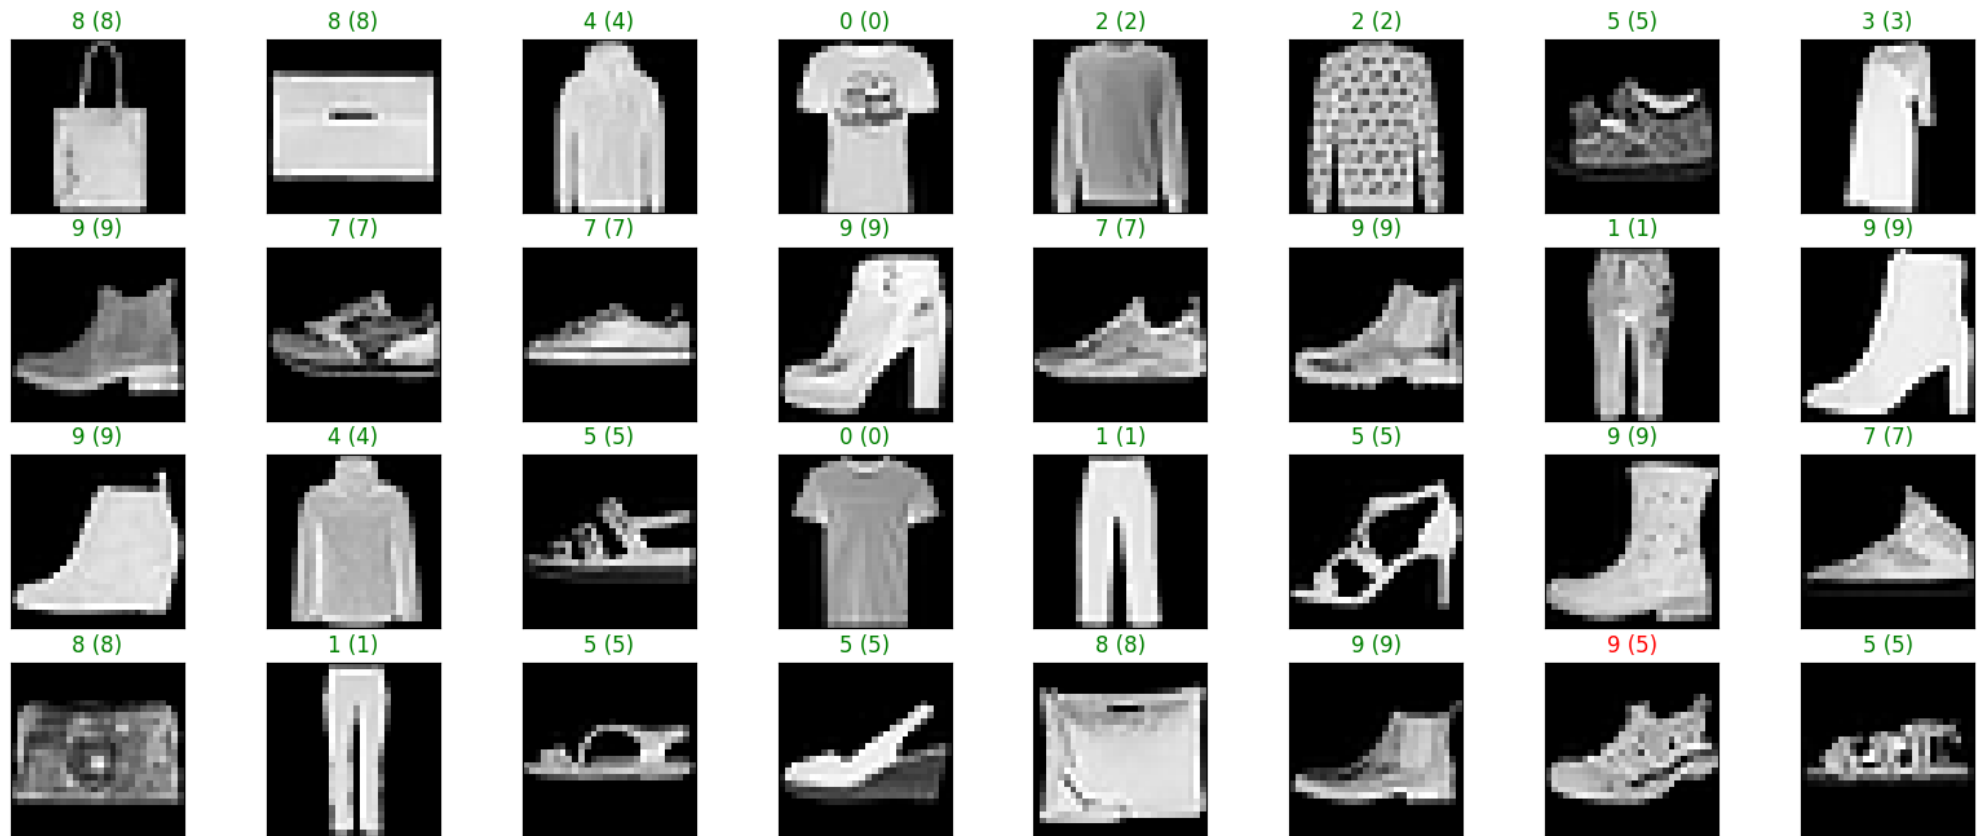 8 (8) 8 (8) 4 (4) 0 (0) 2 (2) 2 (2) 5 (5) 3 (3)
9 (9) 7 (7) 7 (7) 9 (9) 7 (7) 9 (9) 1 (1) 9 (9)
9 (9) 4 (4) 5 (5) 0 (0) 1 (1) 5 (5) 9 (9) 7 (7)
8 (8) 1 (1) 5 (5) 5 (5) 8 (8) 9 (9) 9 (5) 5 (5)